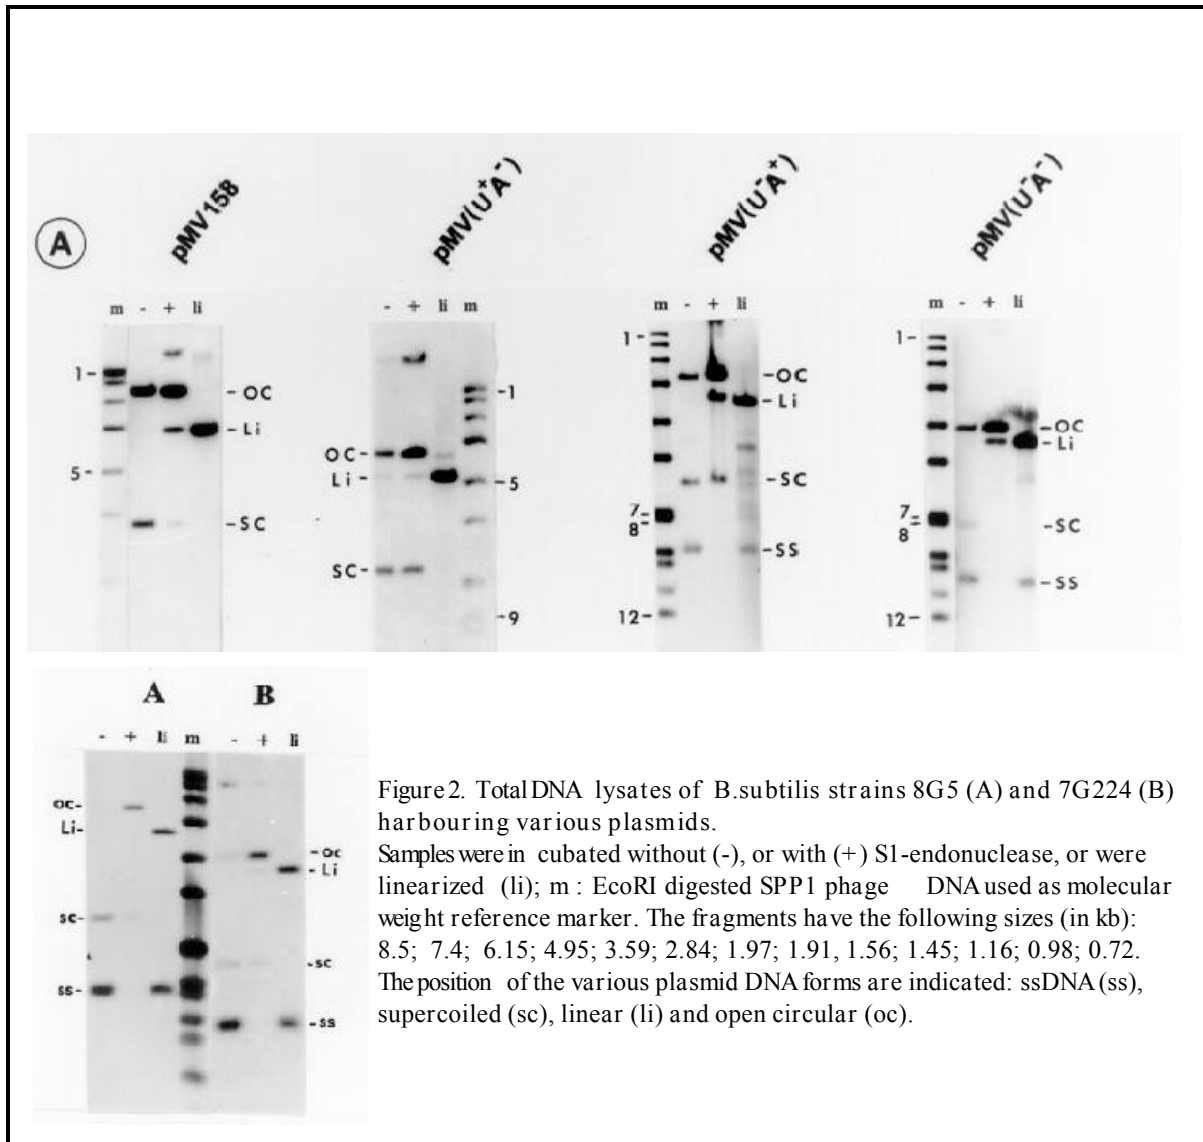 pMV158
pMV(U+A-)
pMV(U-A+)
pMV(U-A-)
A
m - + li
- + li m
m - + li
m - + li
1-
-OC
-Li
5-
-SC
OC-
Li-
SC-
-1
-5
-9
1-
-OC
-Li
-SC
7-
8-
-SS
12-
1-
-OC
-Li
7-
8-
-SC
-SS
12-
A B
- + li m - + li
oc-
Li-
sc-
ss-
-oc
-Li
-sc
-ss
Figure 2. Total DNA lysates of B.subtilis strains 8G5 (A) and 7G224 (B)
harbouring various plasmids.
Samples were in cubated without (-), or with (+) S1-endonuclease, or were
linearized (li); m : EcoRI digested SPP1 phage DNA used as molecular
weight reference marker. The fragments have the following sizes (in kb):
8.5; 7.4; 6.15; 4.95; 3.59; 2.84; 1.97; 1.91, 1.56; 1.45; 1.16; 0.98; 0.72.
The position of the various plasmid DNA forms are indicated: ssDNA (ss),
supercoiled (sc), linear (li) and open circular (oc).